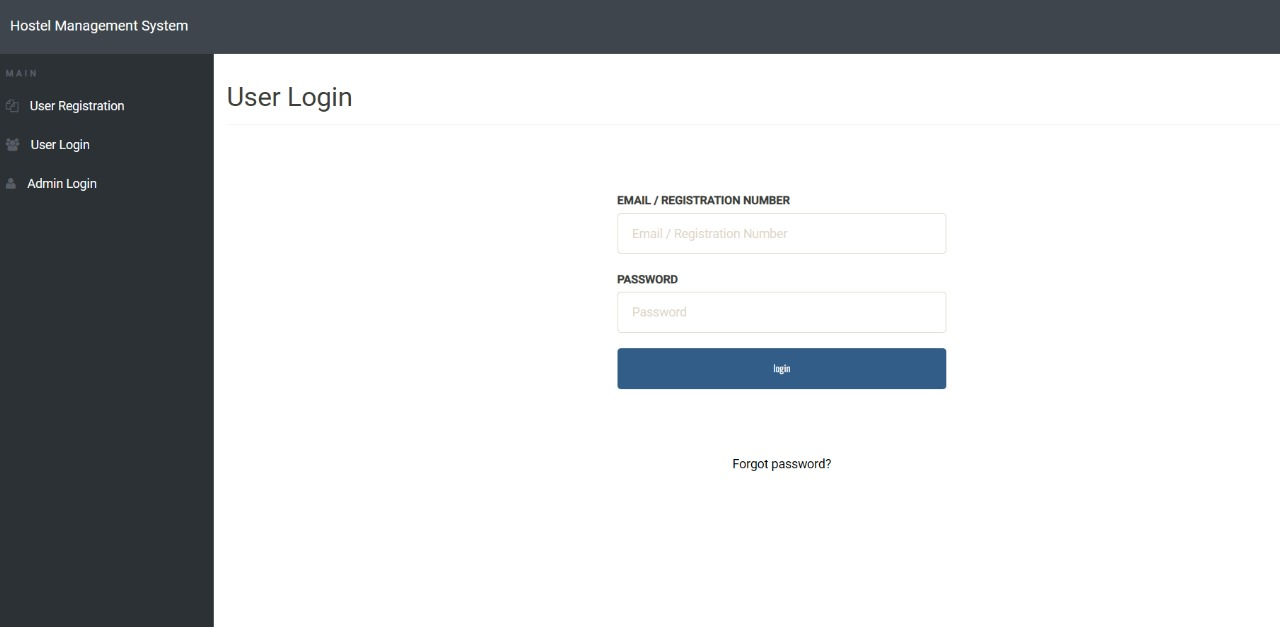 Hostel Management System
MAIN
User Registration
User Login
Admin Login
User Login
EMAIL / REGISTRATION NUMBER
Email / Registration Number
PASSWORD
Password
login
Forgot password?